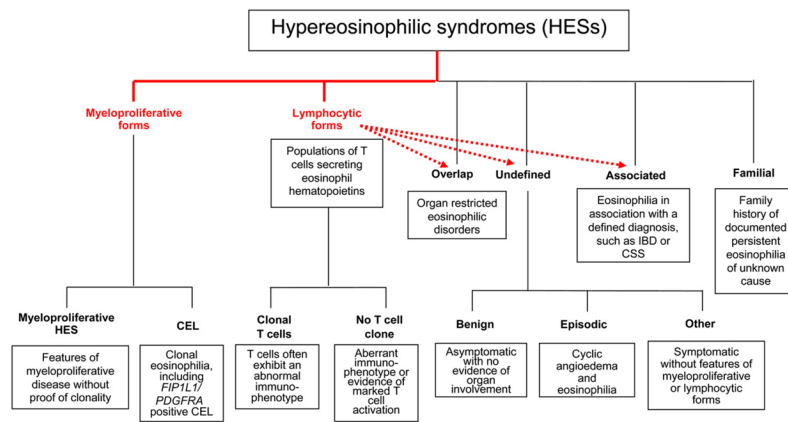 Hypereosinophilic syndromes (HESs)
Myeloproliferative
forms
Lymphocytic
forms
Populations of T
cells secreting
eosinophil
hematopoietins
Overlap
Organ restricted
eosinophilic
disorders
Undefined
Associated
Eosinophilia in
association with a
defined diagnosis,
such as IBD or
CSS
Familial
Family
history of
documented
persistent
eosinophilia
of unknown
cause
Myeloproliferative
HES
Features of
myeloproliferative
disease without
proof of clonality
CEL
Clonal
eosinophilia,
including
FIP1L1/
PDGFRA
positive CEL
Clonal
T cells
T cells often
exhibit an
abnormal
immuno-
phenotype
No T cell
clone
Aberrant
immuno-
phenotype or
evidence of
marked T cell
activation
Benign
Asymptomatic
with no
evidence of
organ
involvement
Episodic
Cyclic
angioedema
and
eosinophilia
Other
Symptomatic
without features of
myeloproliferative
or lymphocytic
forms